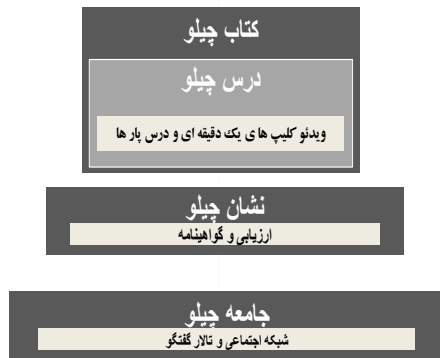 کتاب چیلو
درس چیلو
ویدئو کلیپ ها ی یک دقیقه ای و درس پار ها
نشان چیلو
ارزیابی و گواهینامه
جامعه چیلو
شبکه اجتماعی و تالار گفتگو